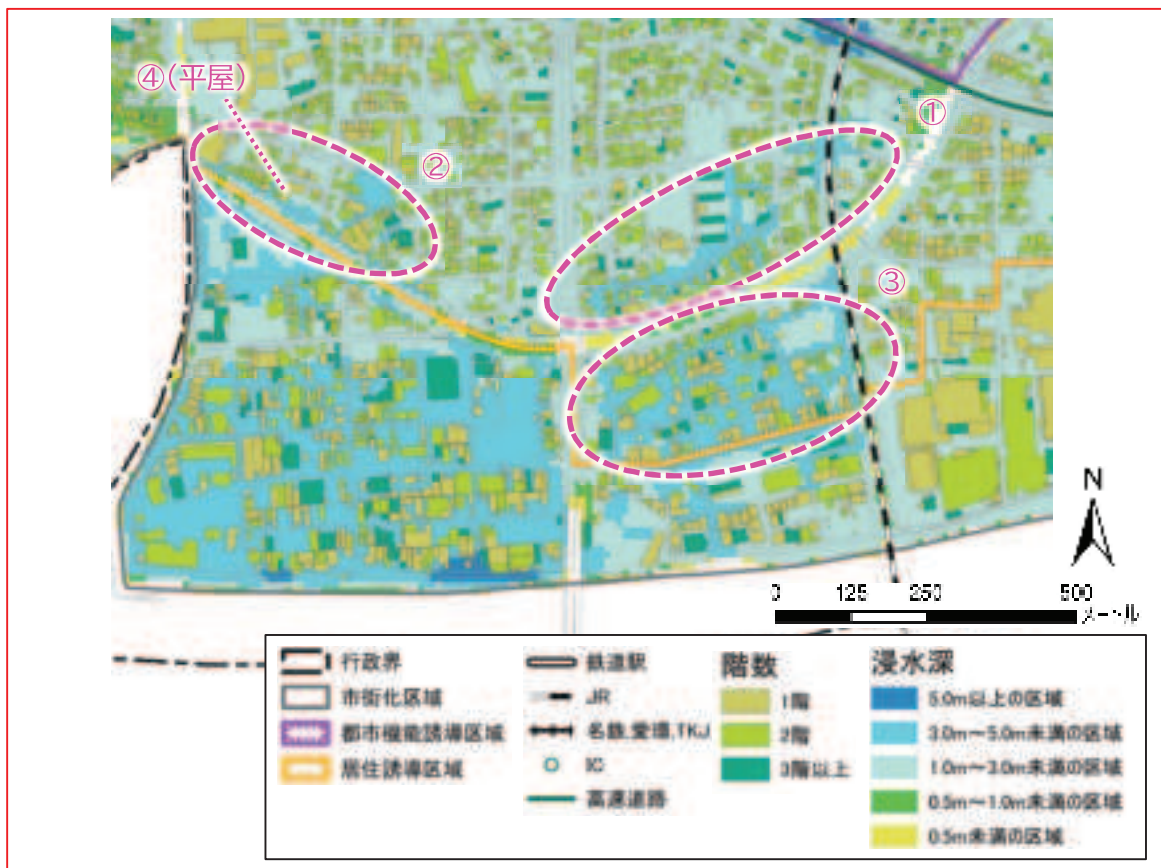 ④(平屋)
②
①
③
N
0 125 250 500
メートル
行政界
市街化区域
都市機能誘導区域
居住誘導区域
鉄道駅
JR
名鉄,愛環,TKJ
IC
高速道路
階数
1階
2階
3階以上
浸水深
5.0m以上の区域
3.0m～5.0m未満の区域
1.0m～3.0m未満の区域
0.5m～1.0m未満の区域
0.5m未満の区域